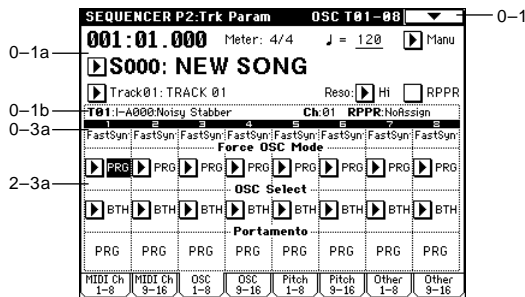 SEQUENCER P2:Trk Param OSC T01-08
0-1
001:01.000 Meter: 4/4 ♩ = 120 Manu
0-1a
S000: NEW SONG
Track01: TRACK 01 Reso: Hi RPPR
0-1b
T01:I-A000:Noisy Stabber Ch:01 RPPR:NoAssign
0-3a
1 2 3 4 5 6 7 8
FastSyn FastSyn FastSyn FastSyn FastSyn FastSyn FastSyn FastSyn
Force OSC Mode
PRG PRG PRG PRG PRG PRG PRG PRG
2-3a
OSC Select
BTH BTH BTH BTH BTH BTH BTH BTH
Portamento
PRG PRG PRG PRG PRG PRG PRG PRG
MIDI Ch MIDI Ch OSC OSC Pitch Pitch Other Other
1-8 9-16 1-8 9-16 1-8 9-16 1-8 9-16